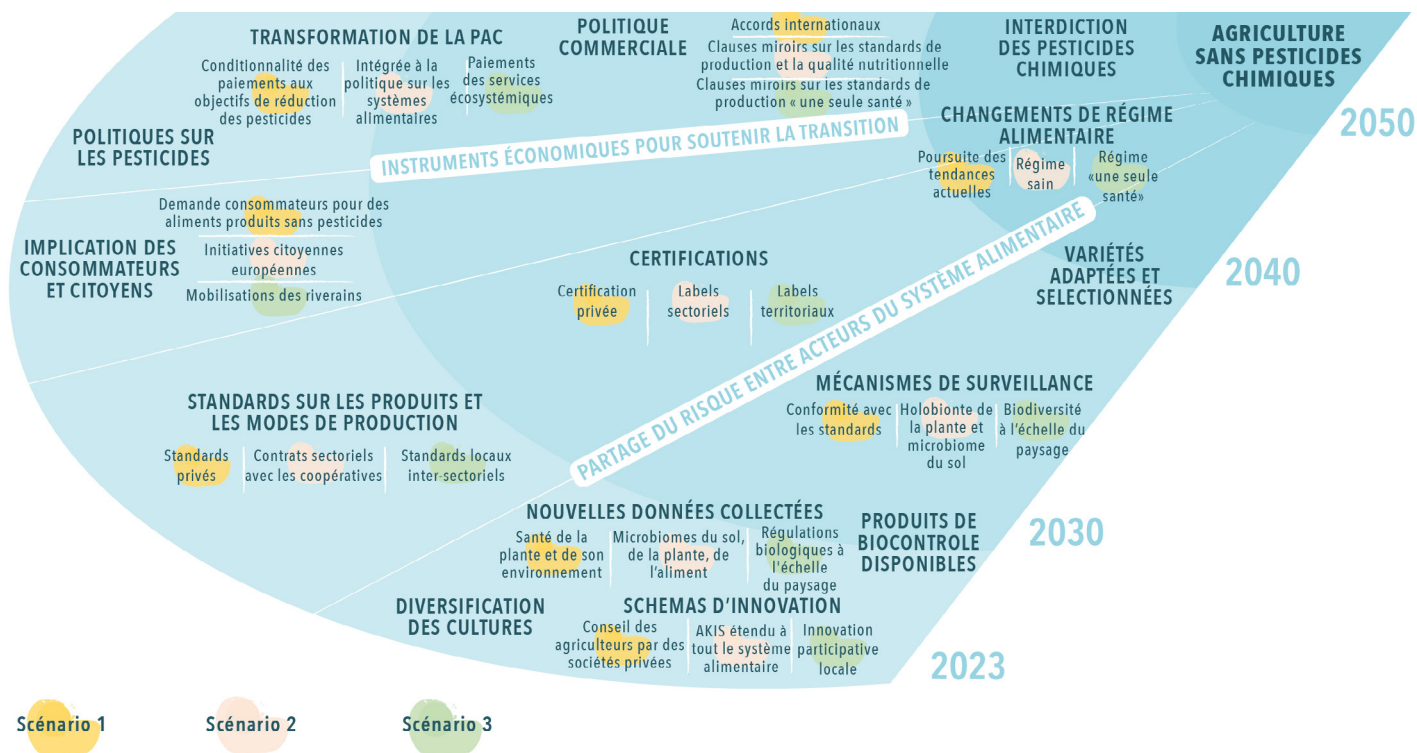 TRANSFORMATION DE LA PAC
Conditionnalité des
paiements aux
objectifs de réduction
des pesticides
Intégrée à la
politique sur les
systèmes
alimentaires
Paiements
des services
écosystémiques
POLITIQUE
COMMERCIALE
Accords internationaux
Clauses miroirs sur les standards de
production et la qualité nutritionnelle
Clauses miroirs sur les standards de
production « une seule santé »
INTERDICTION
DES PESTICIDES
CHIMIQUES
AGRICULTURE
SANS PESTICIDES
CHIMIQUES
2050
POLITIQUES SUR
LES PESTICIDES
INSTRUMENTS ÉCONOMIQUES POUR SOUTENIR LA TRANSITION
CHANGEMENTS DE RÉGIME
ALIMENTAIRE
Poursuite des
tendances
actuelles
Régime
sain
Régime
«une seule
santé»
IMPLICATION DES
CONSOMMATEURS
ET CITOYENS
Demande consommateurs pour des
aliments produits sans pesticides
Initiatives citoyennes
européennes
Mobilisations des riverains
CERTIFICATIONS
Certification
privée
Labels
sectoriels
Labels
territoriaux
PARTAGE DU RISQUE ENTRE ACTEURS DU SYSTÈME ALIMENTAIRE
VARIÉTÉS
ADAPTÉES ET
SELECTIONNÉES
2040
STANDARDS SUR LES PRODUITS ET
LES MODES DE PRODUCTION
Standards
privés
Contrats sectoriels
avec les coopératives
Standards locaux
inter-sectoriels
MÉCANISMES DE SURVEILLANCE
Conformité avec
les standards
Holobionte de
la plante et
microbiome
du sol
Biodiversité
à l'échelle du
paysage
NOUVELLES DONNÉES COLLECTÉES
Santé de la
plante et de son
environnement
Microbiomes du sol,
de la plante, de
l'aliment
Régulations
biologiques à
l'échelle
du paysage
PRODUITS DE
BIOCONTROLE
DISPONIBLES
2030
DIVERSIFICATION
DES CULTURES
SCHEMAS D'INNOVATION
Conseil des
agriculteurs par des
sociétés privées
AKIS étendu à
tout le système
alimentaire
Innovation
participative
locale
2023
Scénario 1
Scénario 2
Scénario 3